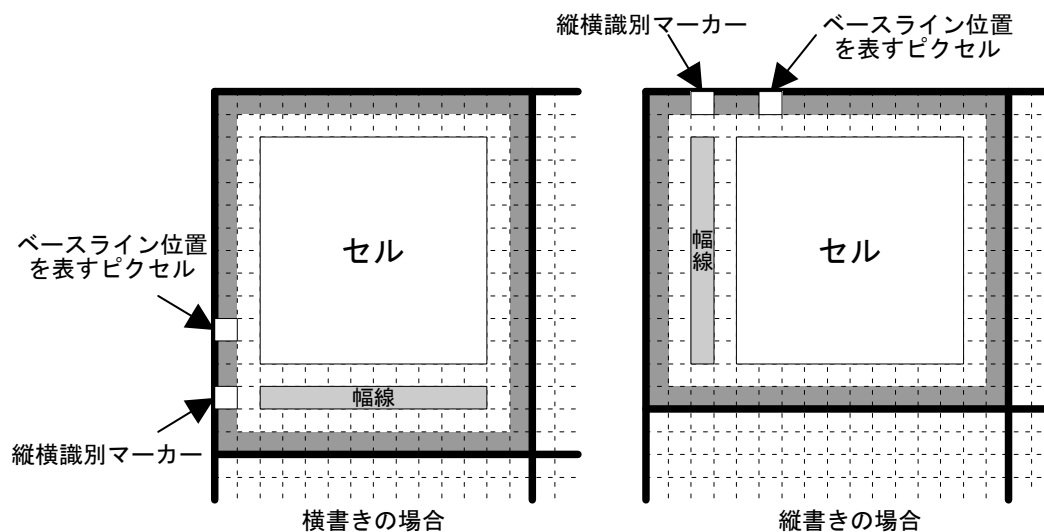 ベースライン位置
を表すピクセル
縦横識別マーカー
セル
幅線
横書きの場合
縦横識別マーカー
ベースライン位置
を表すピクセル
幅
線
セル
縦書きの場合